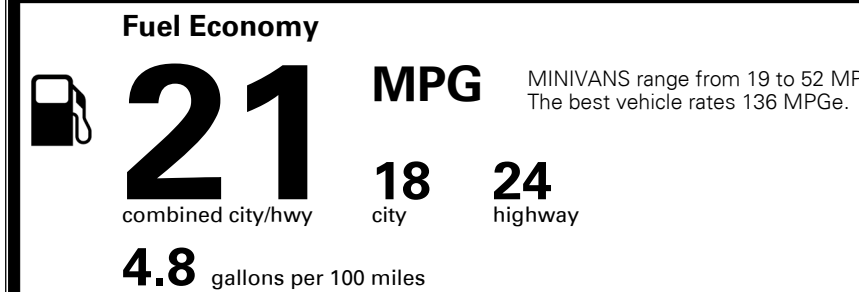 Fuel Economy
21 MPG
MINIVANS range from 19 to 52
The best vehicle rates 136 MPGe.
18 24
combined city/hwy city highway
4.8 gallons per 100 miles